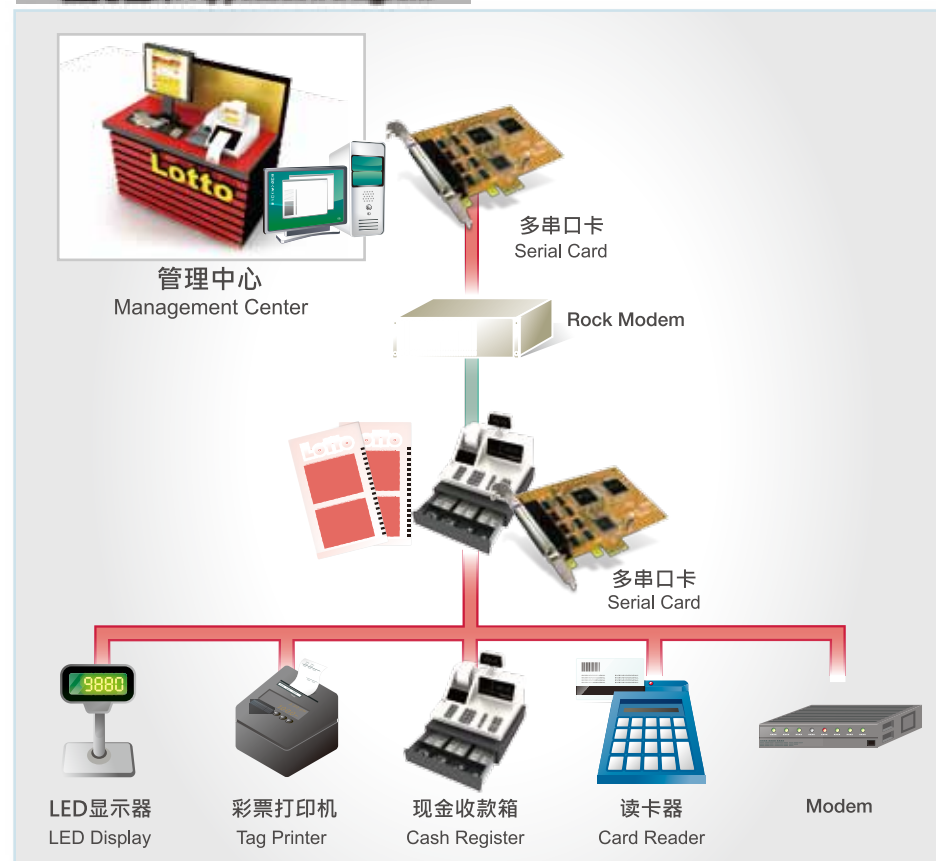 Lotto
多串口卡
Serial Card
管理中心
Management Center
Rock Modem
Lotto
Lotto
多串口卡
Serial Card
9880
LED显示器
LED Display
彩票打印机
Tag Printer
现金收款箱
Cash Register
读卡器
Card Reader
Modem